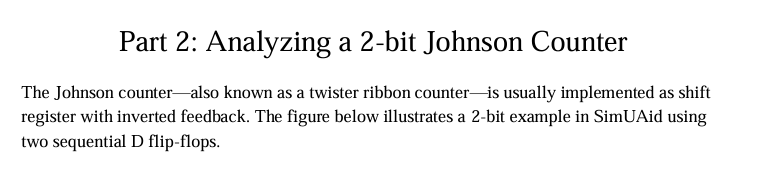 Part 2: Analyzing a 2-bit Johnson Counter
The Johnson counter—also known as a twister ribbon counter—is usually implemented as shift
register with inverted feedback. The figure below illustrates a 2-bit example in SimUAid using
two sequential D flip-flops.